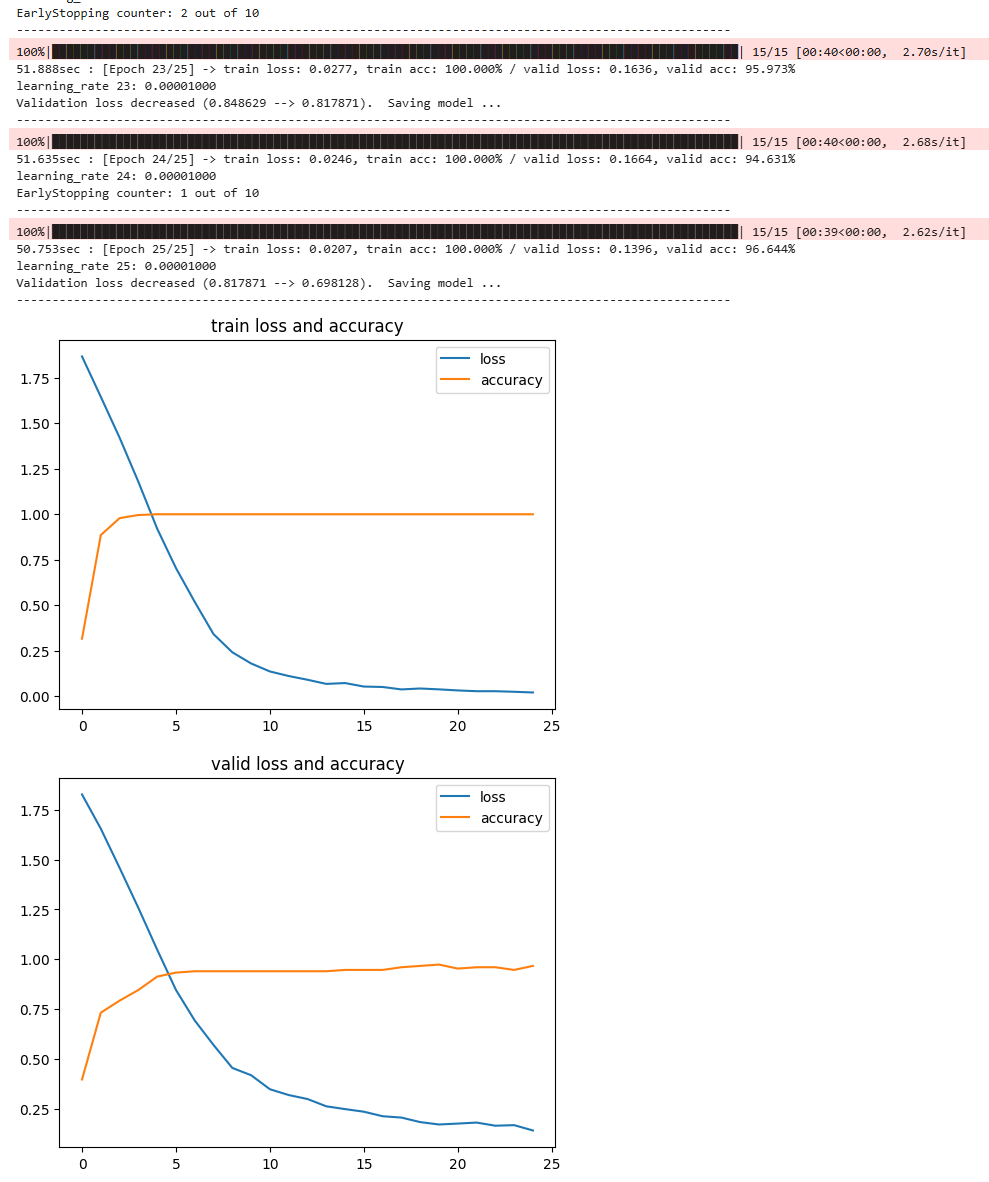 EarlyStopping counter: 2 out of 10
----------------------------------------------------------------------------------------------------
100%|| 15/15 [00:40<00:00,  2.70s/it]
51.888sec : [Epoch 23/25] -> train loss: 0.0277, train acc: 100.000% / valid loss: 0.1636, valid acc: 95.973%
learning_rate 23: 0.00001000
Validation loss decreased (0.848629 --> 0.817871).  Saving model ...
----------------------------------------------------------------------------------------------------
100%|| 15/15 [00:40<00:00,  2.68s/it]
51.635sec : [Epoch 24/25] -> train loss: 0.0246, train acc: 100.000% / valid loss: 0.1664, valid acc: 94.631%
learning_rate 24: 0.00001000
EarlyStopping counter: 1 out of 10
----------------------------------------------------------------------------------------------------
100%|| 15/15 [00:39<00:00,  2.62s/it]
50.753sec : [Epoch 25/25] -> train loss: 0.0207, train acc: 100.000% / valid loss: 0.1396, valid acc: 96.644%
learning_rate 25: 0.00001000
Validation loss decreased (0.817871 --> 0.698128).  Saving model ...
----------------------------------------------------------------------------------------------------
train loss and accuracy
loss
accuracy
1.75
1.50
1.25
1.00
0.75
0.50
0.25
0.00
0 5 10 15 20 25
valid loss and accuracy
loss
accuracy
1.75
1.50
1.25
1.00
0.75
0.50
0.25
0 5 10 15 20 25